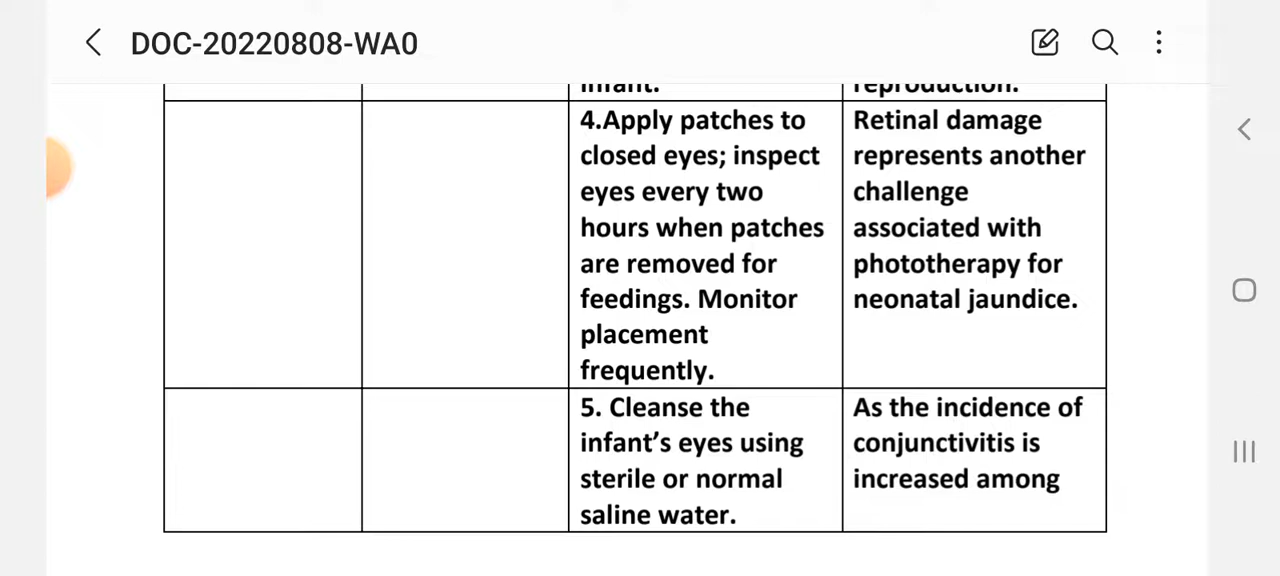 DOC-20220808-WA0
infant.
reproduction.
4.Apply patches to
closed eyes; inspect
eyes every two
hours when patches
are removed for
feedings. Monitor
placement
frequently.
Retinal damage
represents another
challenge
associated with
phototherapy for
neonatal jaundice.
5. Cleanse the
infant’s eyes using
sterile or normal
saline water.
As the incidence of
conjunctivitis is
increased among